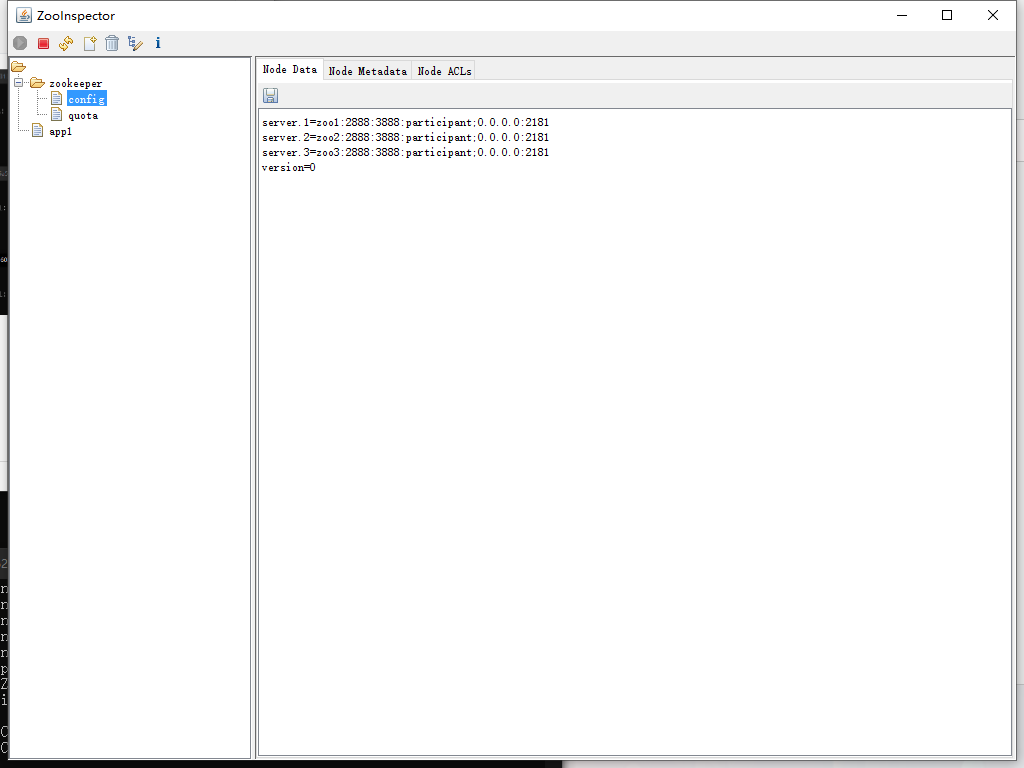 ZooInspector
zookeeper
config
quota
app1
Node Data
Node Metadata
Node ACLs
server.1=zoo1:2888:3888:participant;0.0.0.0:2181
server.2=zoo2:2888:3888:participant;0.0.0.0:2181
server.3=zoo3:2888:3888:participant;0.0.0.0:2181
version=0